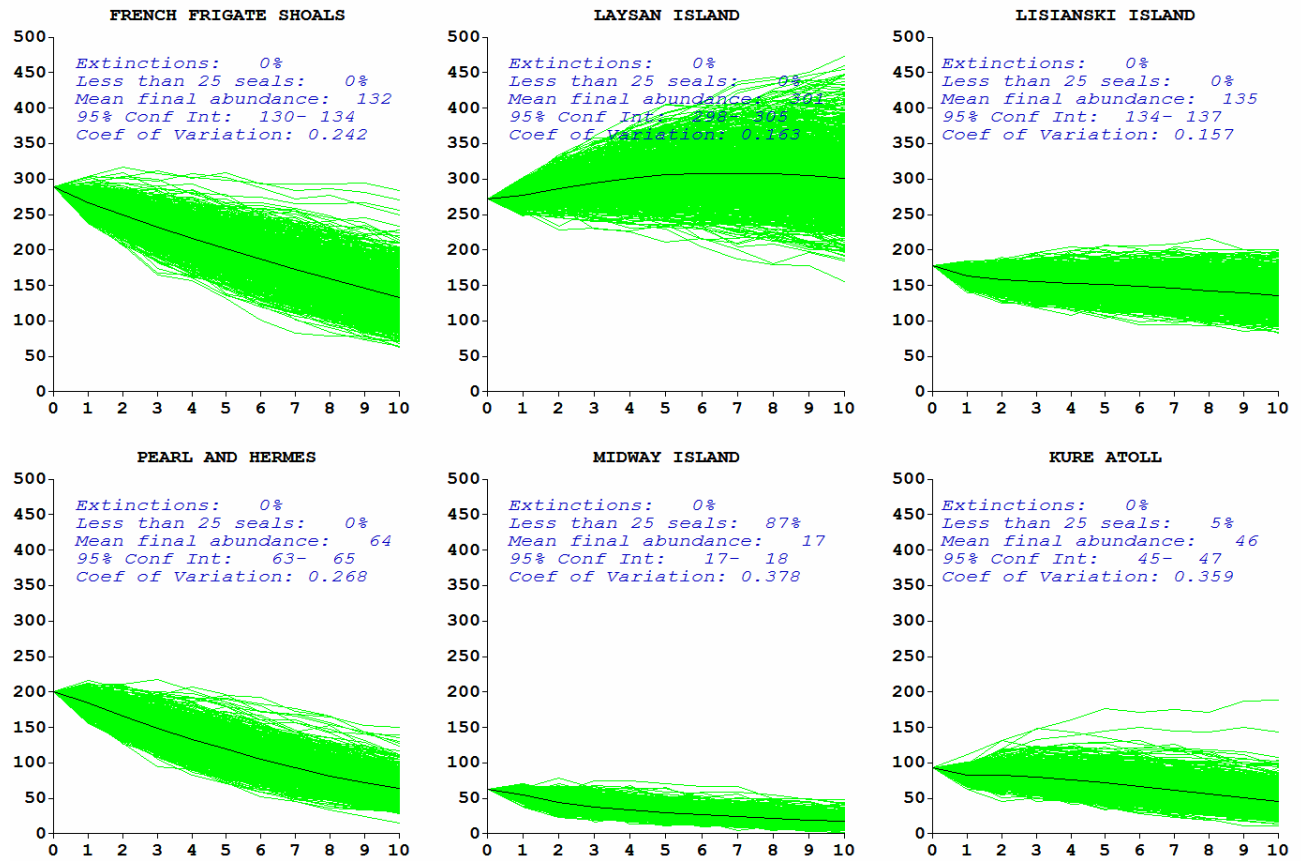 FRENCH FRIGATE SHOALS
500
450
400
350
300
250
200
150
100
50
0
Extinctions: 0%
Less than 25 seals: 0%
Mean final abundance: 132
95% Conf Int: 130- 134
Coef of Variation: 0.242
0 1 2 3 4 5 6 7 8 9 10
LAYSAN ISLAND
500
450
400
350
300
250
200
150
100
50
0
Extinctions: 0%
Less than 25 seals: 0%
Mean final abundance: 301
95% Conf Int: 298- 305
Coef of Variation: 0.163
0 1 2 3 4 5 6 7 8 9 10
LISIANSKI ISLAND
500
450
400
350
300
250
200
150
100
50
0
Extinctions: 0%
Less than 25 seals: 0%
Mean final abundance: 135
95% Conf Int: 134- 137
Coef of Variation: 0.157
0 1 2 3 4 5 6 7 8 9 10
PEARL AND HERMES
500
450
400
350
300
250
200
150
100
50
0
Extinctions: 0%
Less than 25 seals: 0%
Mean final abundance: 64
95% Conf Int: 63- 65
Coef of Variation: 0.268
0 1 2 3 4 5 6 7 8 9 10
MIDWAY ISLAND
500
450
400
350
300
250
200
150
100
50
0
Extinctions: 0%
Less than 25 seals: 87%
Mean final abundance: 17
95% Conf Int: 17- 18
Coef of Variation: 0.378
0 1 2 3 4 5 6 7 8 9 10
KURE ATOLL
500
450
400
350
300
250
200
150
100
50
0
Extinctions: 0%
Less than 25 seals: 5%
Mean final abundance: 46
95% Conf Int: 45- 47
Coef of Variation: 0.359
0 1 2 3 4 5 6 7 8 9 10